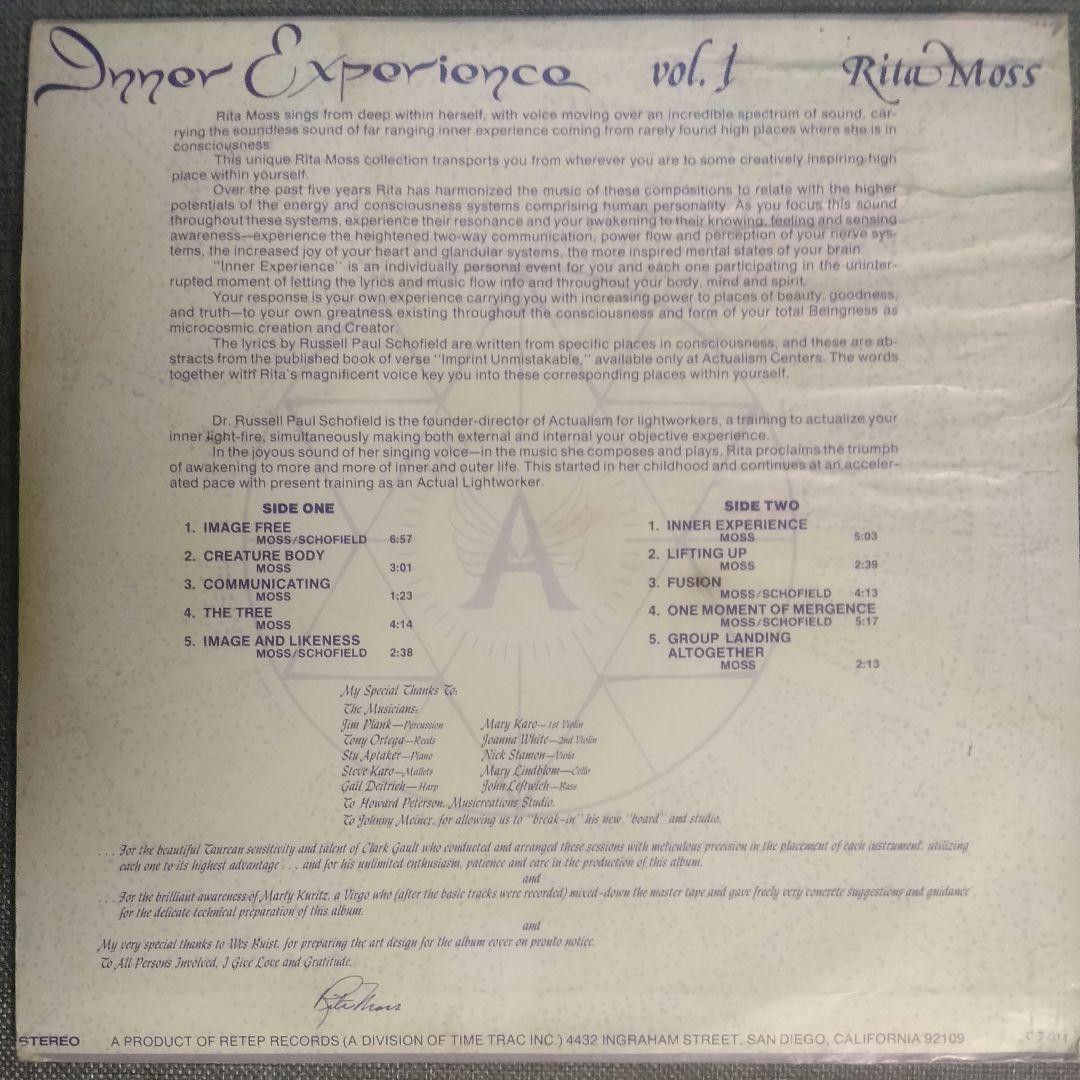 Inner Experience vol. 1 Rita Moss
Rita Moss sings from deep within herself, with voice moving over an incredible spectrum of sound, car-
rying the soundless sound of far ranging inner experience coming from rarely found high places where she is in
consciousness.
This unique Rita Moss collection transports you from wherever you are to some creatively inspiring high
place within yourself.
Over the past five years Rita has harmonized the music of these compositions to relate with the higher
potentials of the energy and consciousness systems comprising human personality. As you focus this sound
throughout these systems, experience their resonance and your awakening to their knowing, feeling and sensing
awareness—experience the heightened two-way communication, power flow and perception of your nerve sys-
tems, the increased joy of your heart and glandular systems, the more inspired mental states of your brain.
"Inner Experience" is an individually personal event for you and each one participating in the uninter-
rupted moment of letting the lyrics and music flow into and throughout your body, mind and spirit.
Your response is your own experience carrying you with increasing power to places of beauty, goodness,
and truth—to your own greatness existing throughout the consciousness and form of your total Beingness as
microcosmic creation and Creator.
The lyrics by Russell Paul Schofield are written from specific places in consciousness, and these are ab-
stracts from the published book of verse "Imprint Unmistakable," available only at Actualism Centers. The words
together with Rita's magnificent voice key you into these corresponding places within yourself.
Dr. Russell Paul Schofield is the founder-director of Actualism for lightworkers, a training to actualize your
inner light-fire, simultaneously making both external and internal your objective experience.
In the joyous sound of her singing voice—in the music she composes and plays, Rita proclaims the triumph
of awakening to more and more of inner and outer life. This started in her childhood and continues at an acceler-
ated pace with present training as an Actual Lightworker.
SIDE ONE
1. IMAGE FREE
MOSS/SCHOFIELD 6:57
2. CREATURE BODY
MOSS 3:01
3. COMMUNICATING
MOSS 1:23
4. THE TREE
MOSS 4:14
5. IMAGE AND LIKENESS
MOSS/SCHOFIELD 2:38
A
SIDE TWO
1. INNER EXPERIENCE
MOSS 5:03
2. LIFTING UP
MOSS 2:39
3. FUSION
MOSS/SCHOFIELD 4:13
4. ONE MOMENT OF MERGENCE
MOSS/SCHOFIELD 5:17
5. GROUP LANDING
ALTOGETHER
MOSS 2:13
My Special Thanks To:
The Musicians:
Jim Plank—Percussion Mary Karo—1st Violin
Tony Ortega—Reeds Joanna White—2nd Violin
Stu Aptaker—Piano Nick Stamon—Viola
Steve Karo—Mallets Mary Lindblom—Cello
Gail Deitrich—Harp John Leftwich—Bass
To Howard Peterson, Musicreations Studio.
To Johnny Meiner, for allowing us to "break-in" his new "board" and studio.
. . . For the beautiful Taurean sensitivity and talent of Clark Gault who conducted and arranged these sessions with meticulous precision in the placement of each instrument, utilizing
each one to its highest advantage . . . and for his unlimited enthusiasm, patience and care in the production of this album.
and
. . . For the brilliant awareness of Marty Kuritz, a Virgo who (after the basic tracks were recorded) mixed-down the master tape and gave freely very concrete suggestions and guidance
for the delicate technical preparation of this album.
and
My very special thanks to Wes Buist, for preparing the art design for the album cover on pronto notice.
To All Persons Involved, I Give Love and Gratitude.
Rita Moss
STEREO A PRODUCT OF RETEP RECORDS (A DIVISION OF TIME TRAC INC.) 4432 INGRAHAM STREET, SAN DIEGO, CALIFORNIA 92109